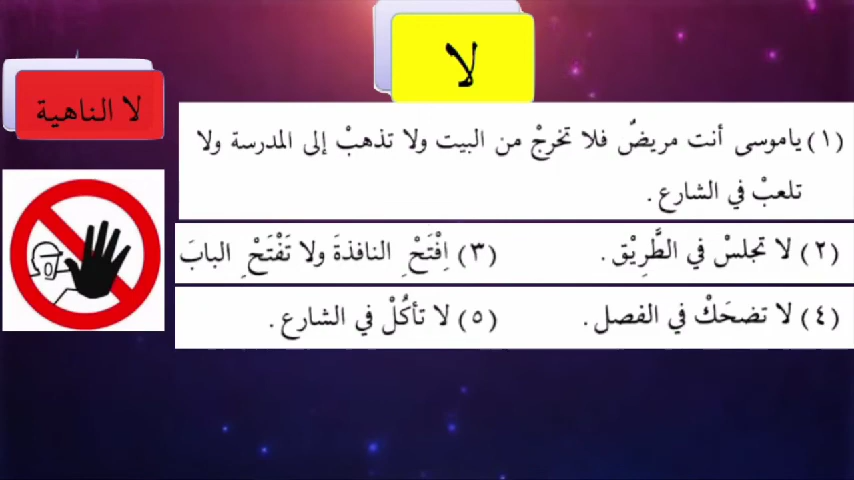 لا
لا الناهية
(١) ياموسى أنت مريضٌ فلا تخرجْ من البيت ولا تذهبْ إلى المدرسة ولا
تلعبْ في الشارع .
(٢) لا تجلسْ في الطَّرِيْق .
(٣) اِفْتَحْ ِ النافذةَ ولا تَفْتَحْ ِ البابَ
(٤) لا تضحَكْ في الفصل .
(٥) لا تأكُلْ في الشارع .